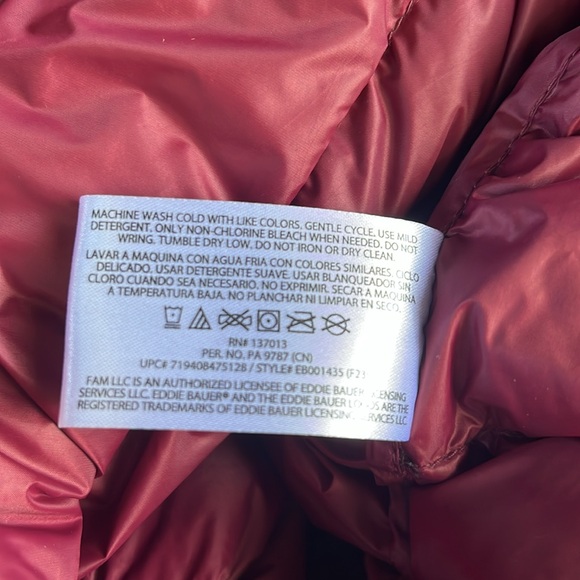 MACHINE WASH COLD WITH LIKE COLORS. GENTLE CYCLE. USE MILD
DETERGENT. ONLY NON-CHLORINE BLEACH WHEN NEEDED. DO NOT
WRING. TUMBLE DRY LOW. DO NOT IRON OR DRY CLEAN.
LAVAR A MAQUINA CON AGUA FRIA CON COLORES SIMILARES. CICLO
DELICADO. USAR DETERGENTE SUAVE. USAR BLANQUEADOR SIN
CLORO CUANDO SEA NECESARIO. NO EXPRIMIR. SECAR A MAQUINA
A TEMPERATURA BAJA. NO PLANCHAR NI LIMPIAR EN SECO.
RN# 137013
PER. NO. PA 9787 (CN)
UPC# 719408475128 / STYLE# EB001435 (F21
FAM LLC IS AN AUTHORIZED LICENSEE OF EDDIE BAUER LICENSING
SERVICES LLC. EDDIE BAUER® AND THE EDDIE BAUER LOGOS ARE THE
REGISTERED TRADEMARKS OF EDDIE BAUER LICENSING SERVICES LLC.